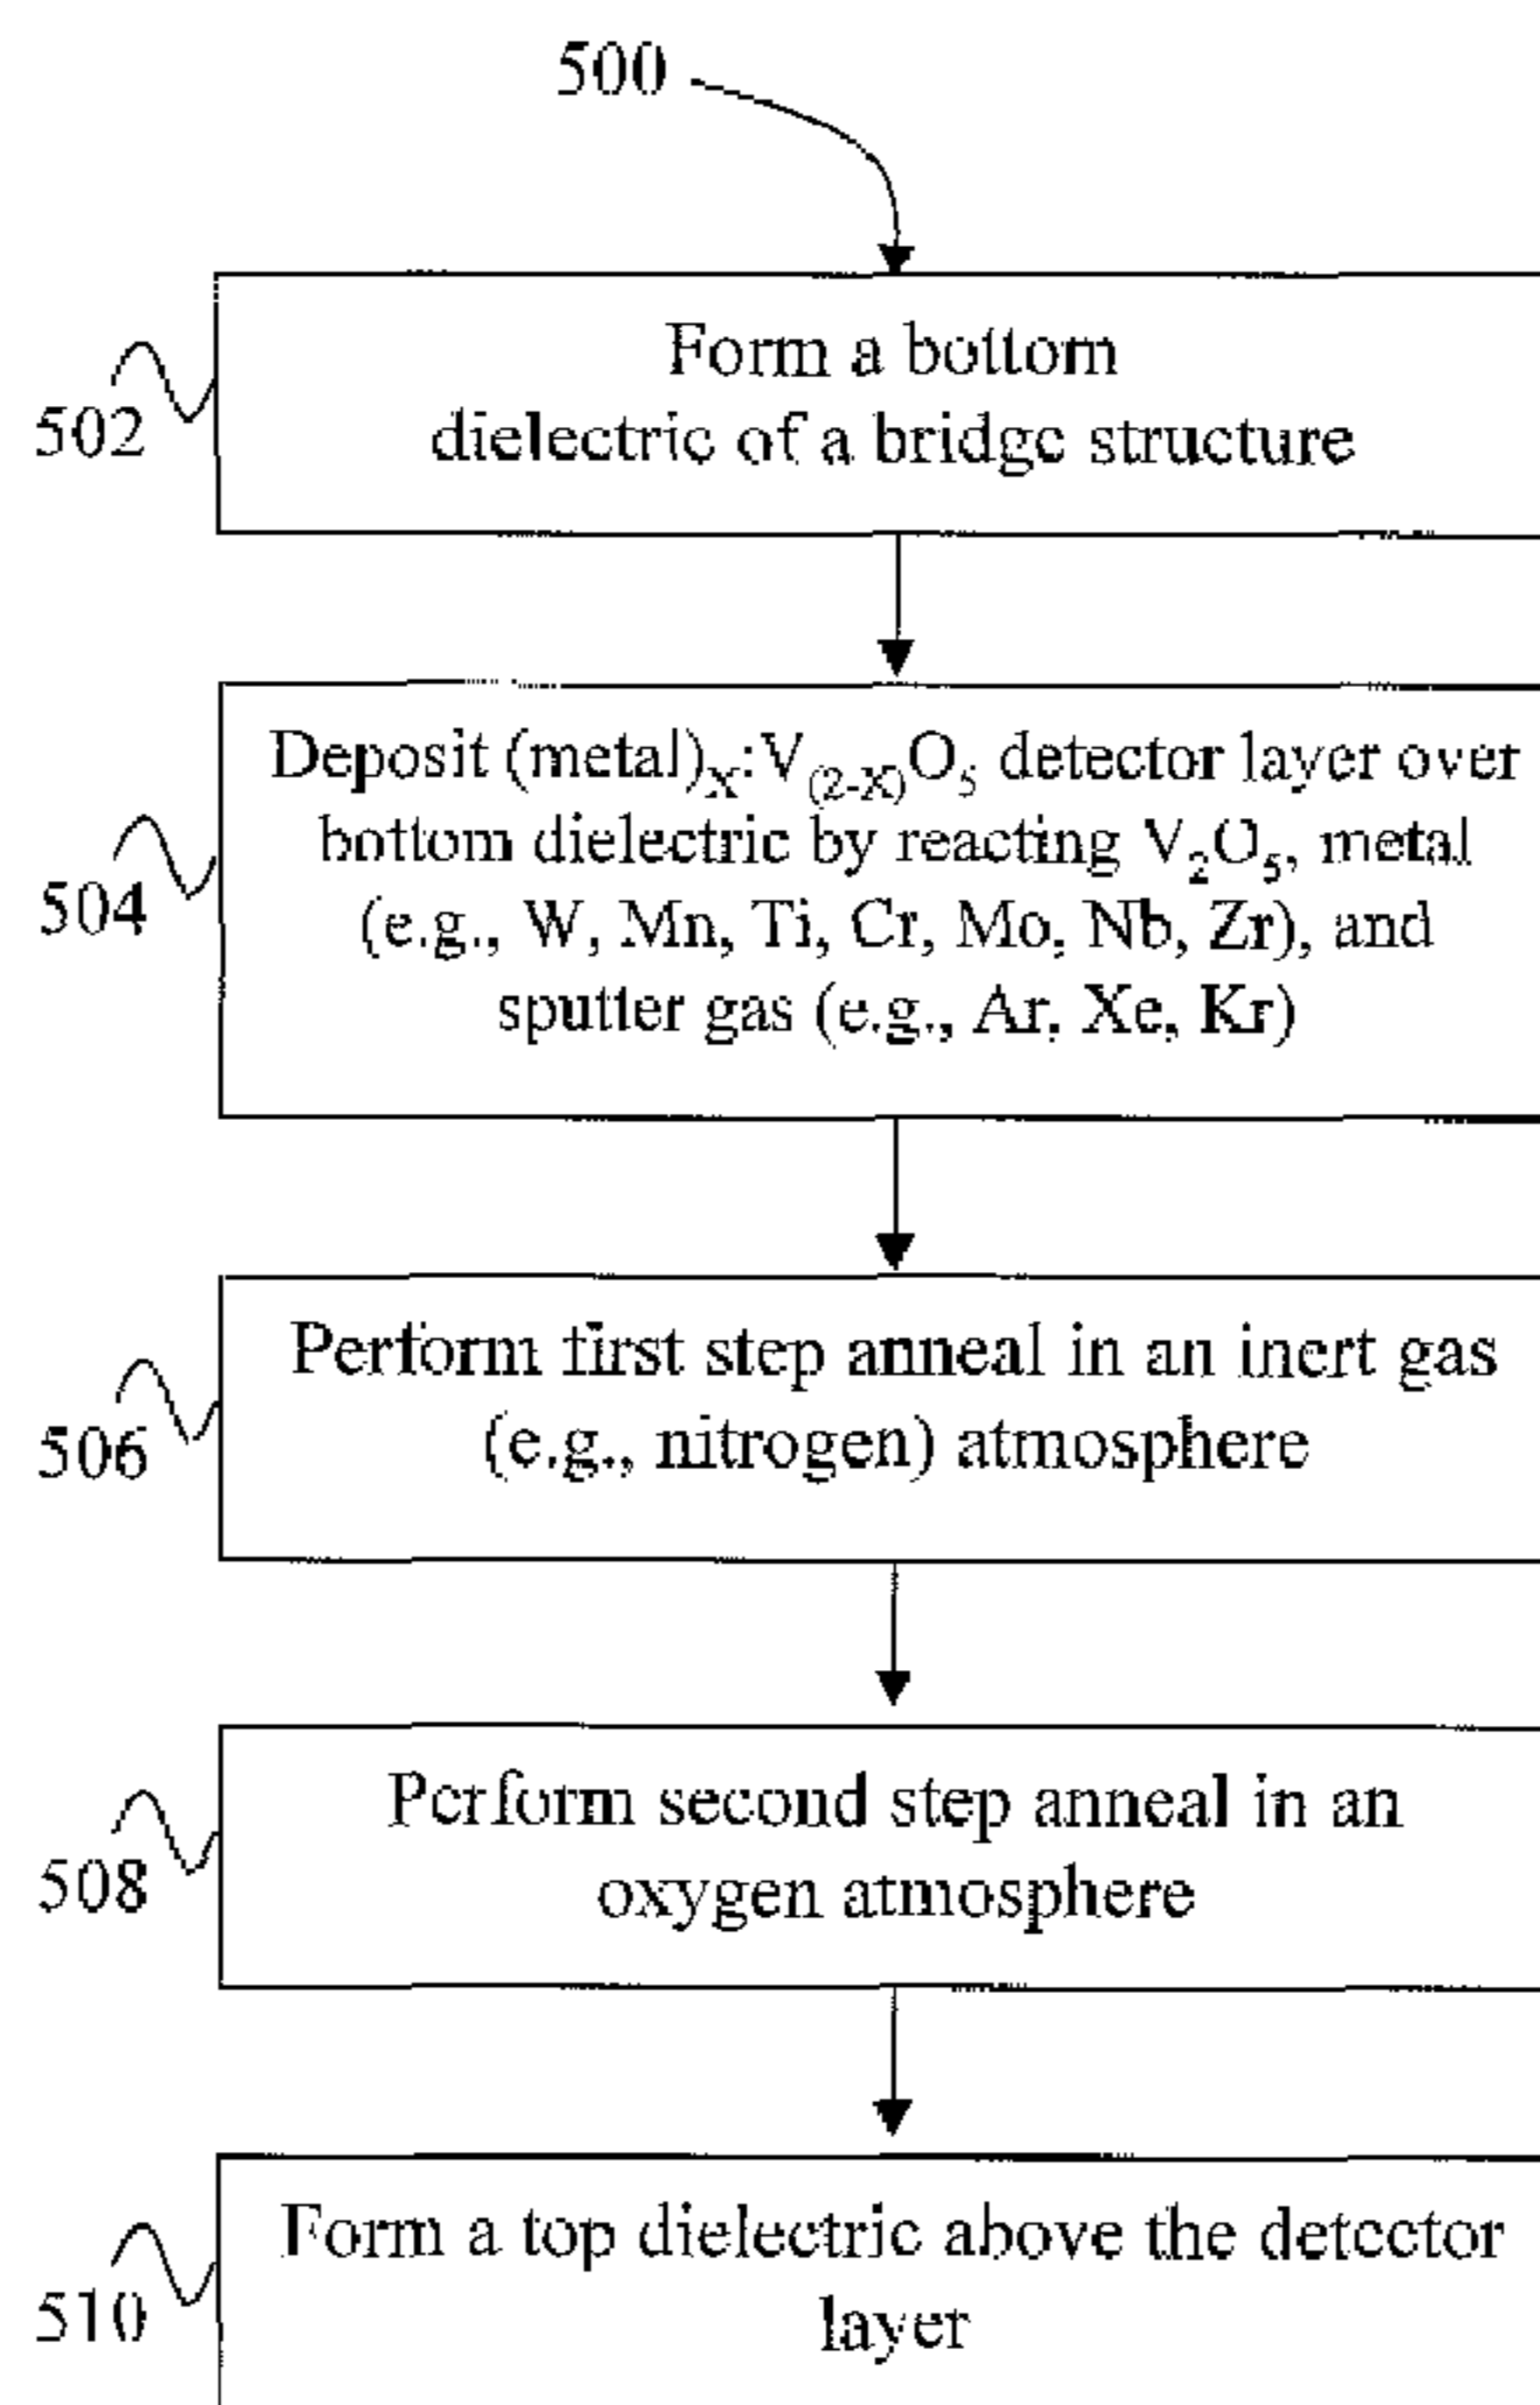 500
502
Form a bottom
dielectric of a bridge structure
504
Deposit (metal)ₓ:V₍₂₋ₓ₎O₅ detector layer over
bottom dielectric by reacting V₂O₅, metal
(e.g., W, Mn, Ti, Cr, Mo, Nb, Zr), and
sputter gas (e.g., Ar, Xe, Kr)
506
Perform first step anneal in an inert gas
(e.g., nitrogen) atmosphere
508
Perform second step anneal in an
oxygen atmosphere
510
Form a top dielectric above the detector
layer